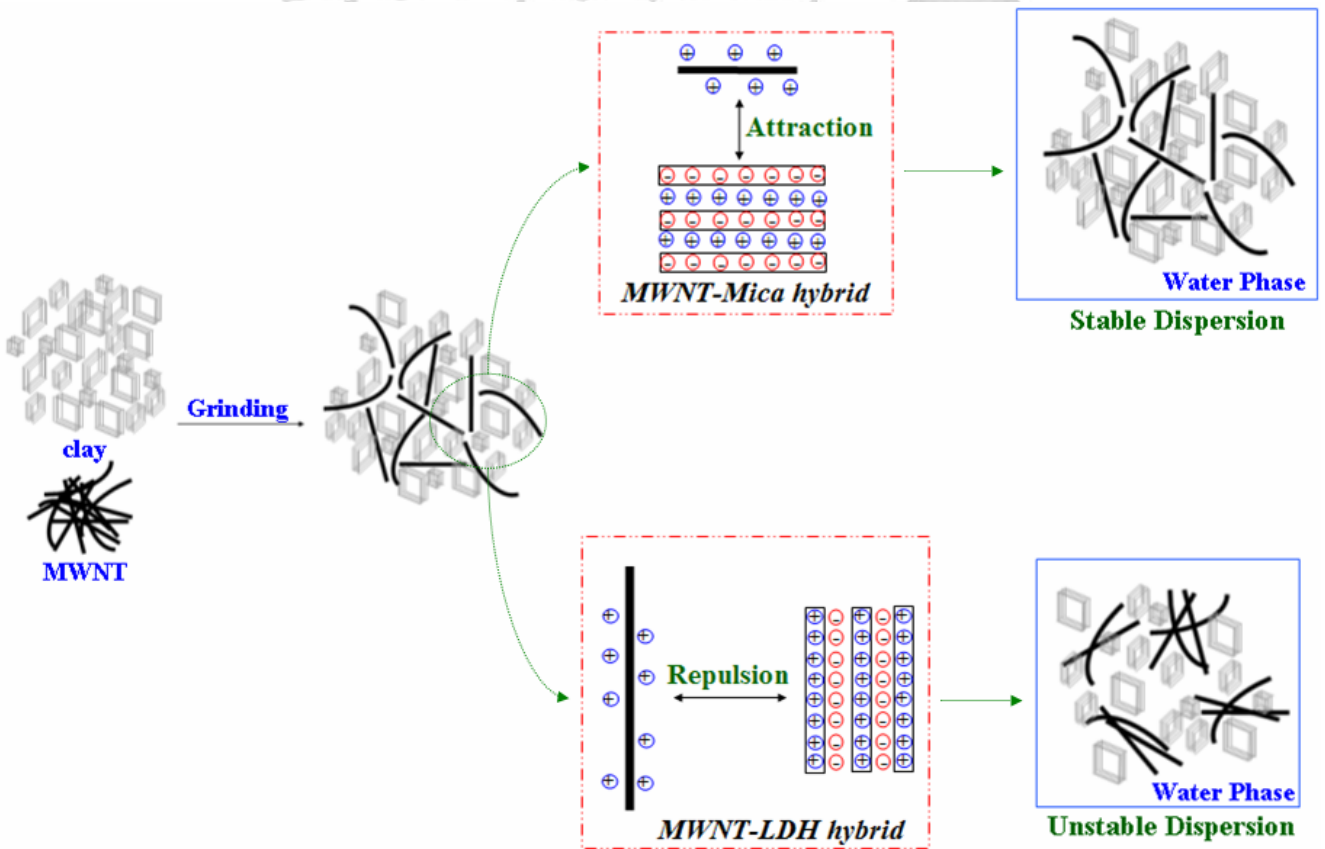 Attraction
MWNT-Mica hybrid
Water Phase
Stable Dispersion
Grinding
clay
MWNT
Repulsion
MWNT-LDH hybrid
Water Phase
Unstable Dispersion